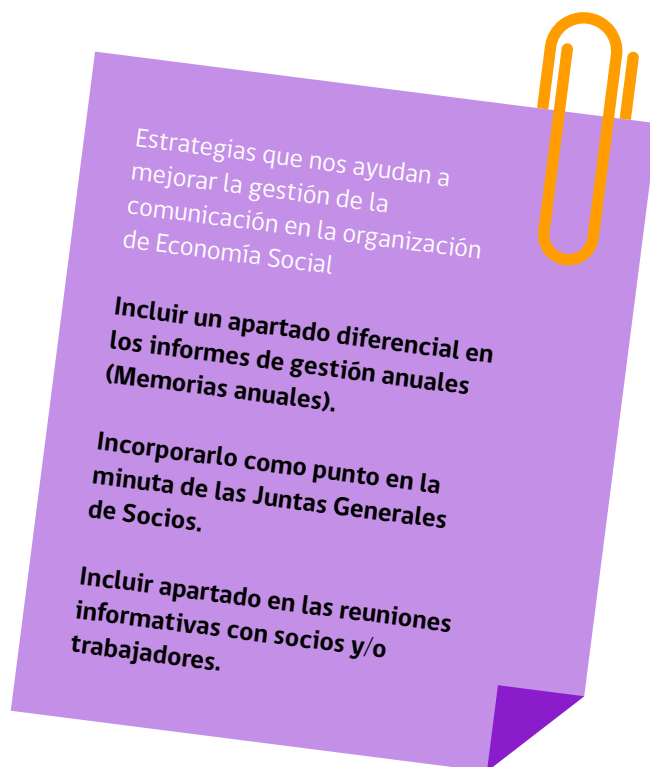 Estrategias que nos ayudan a
mejorar la gestión de la
comunicación en la organización
de Economía Social
Incluir un apartado diferencial en
los informes de gestión anuales
(Memorias anuales).
Incorporarlo como punto en la
minuta de las Juntas Generales
de Socios.
Incluir apartado en las reuniones
informativas con socios y/o
trabajadores.